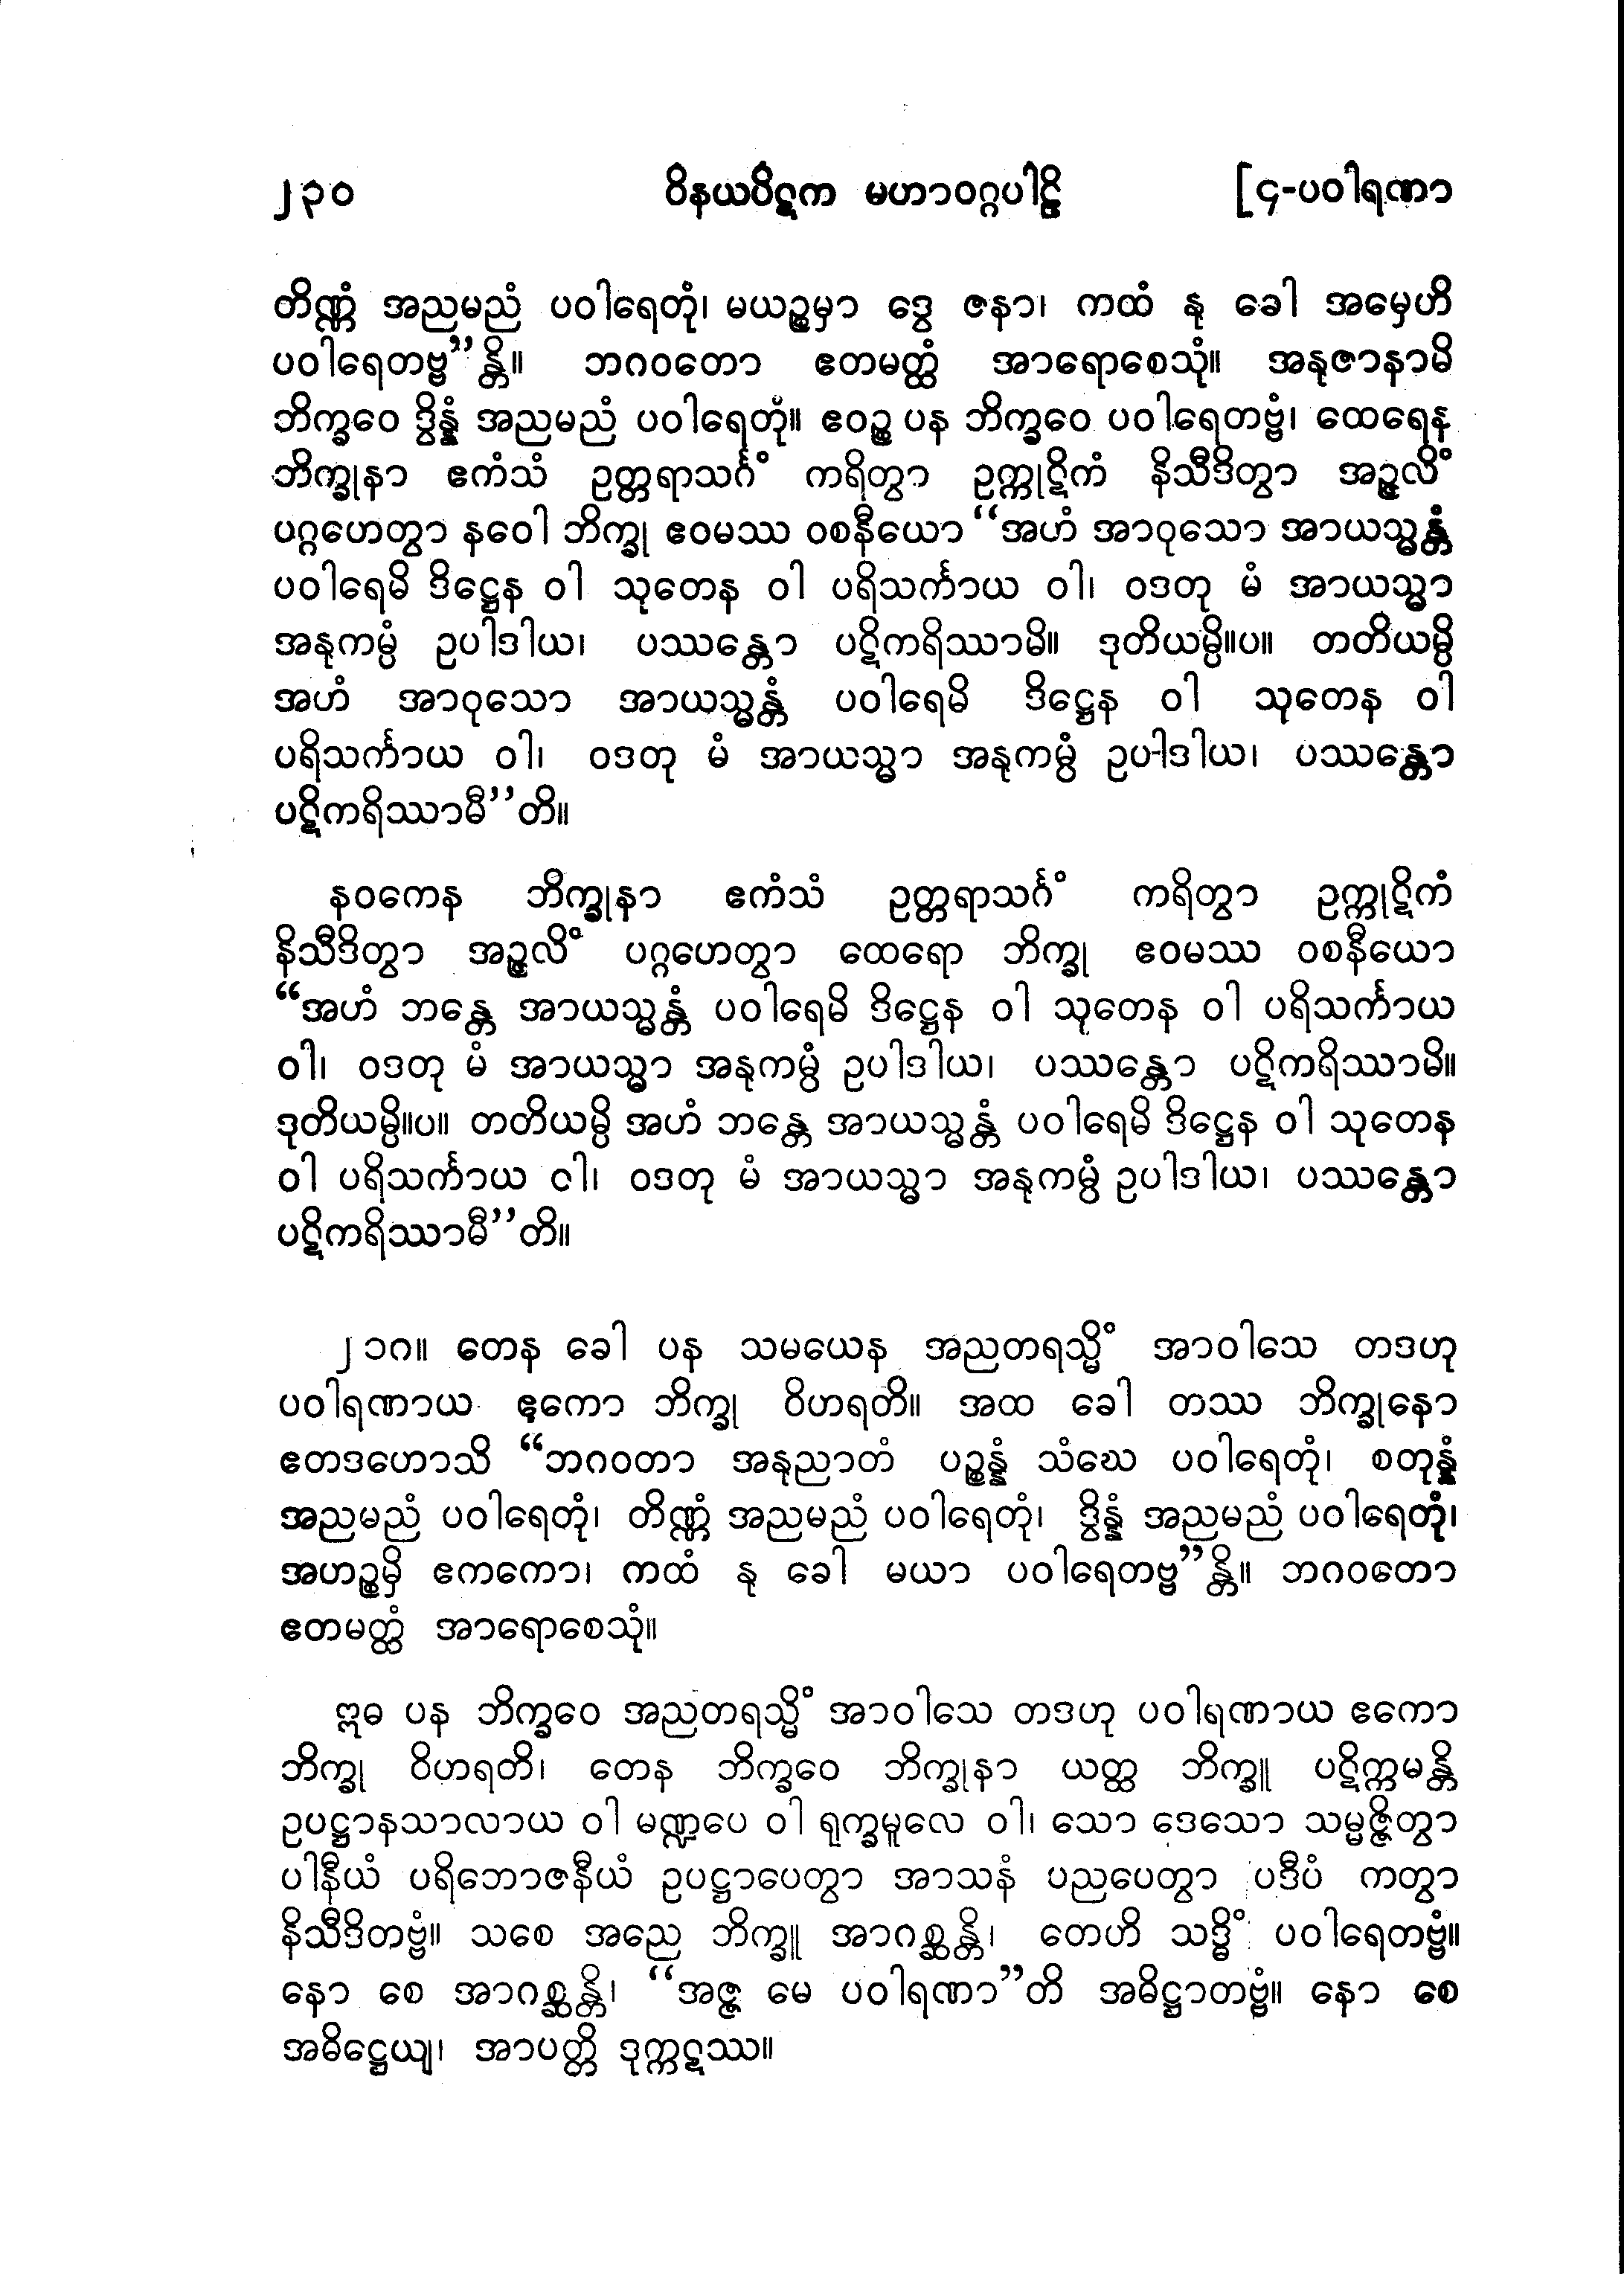 ၂၃၀ ဝိနယပိဋက မဟာဝဂ္ဂပါဠိ [၄-ပဝါရဏာ
တိဏ္ဏံ အညမညံ ပဝါရေတုံ၊ မယဉ္စမှာ ဒွေ ဇနာ၊ ကထံ နု ခေါ အမှေဟိ
ပဝါရေတဗ္ဗ”န္တိ။ ဘဂဝတော ဧတမတ္ထံ အာရောစေသုံ။ အနုဇာနာမိ
ဘိက္ခဝေ ဒွိန္နံ အညမညံ ပဝါရေတုံ။ ဧဝဉ္စ ပန ဘိက္ခဝေ ပဝါရေတဗ္ဗံ၊ ထေရေန
ဘိက္ခုနာ ဧကံသံ ဥတ္တရာသင်္ဂံ ကရိတွာ ဥက္ကုဋိကံ နိသီဒိတွာ အဉ္ဇလိံ
ပဂ္ဂဟေတွာ နဝေါ ဘိက္ခု ဧဝမဿ ဝစနီယော “အဟံ အာဝုသော အာယသ္မန္တံ
ပဝါရေမိ ဒိဋ္ဌေန ဝါ သုတေန ဝါ ပရိသင်္ကာယ ဝါ၊ ဝဒတု မံ အာယသ္မာ
အနုကမ္ပံ ဥပါဒါယ၊ ပဿန္တော ပဋိကရိဿာမိ။ ဒုတိယမ္ပိ။ပ။ တတိယမ္ပိ
အဟံ အာဝုသော အာယသ္မန္တံ ပဝါရေမိ ဒိဋ္ဌေန ဝါ သုတေန ဝါ
ပရိသင်္ကာယ ဝါ၊ ဝဒတု မံ အာယသ္မာ အနုကမ္ပံ ဥပါဒါယ၊ ပဿန္တော
ပဋိကရိဿာမီ”တိ။
နဝကေန ဘိက္ခုနာ ဧကံသံ ဥတ္တရာသင်္ဂံ ကရိတွာ ဥက္ကုဋိကံ
နိသီဒိတွာ အဉ္ဇလိံ ပဂ္ဂဟေတွာ ထေရော ဘိက္ခု ဧဝမဿ ဝစနီယော
“အဟံ ဘန္တေ အာယသ္မန္တံ ပဝါရေမိ ဒိဋ္ဌေန ဝါ သုတေန ဝါ ပရိသင်္ကာယ
ဝါ၊ ဝဒတု မံ အာယသ္မာ အနုကမ္ပံ ဥပါဒါယ၊ ပဿန္တော ပဋိကရိဿာမိ။
ဒုတိယမ္ပိ။ပ။ တတိယမ္ပိ အဟံ ဘန္တေ အာယသ္မန္တံ ပဝါရေမိ ဒိဋ္ဌေန ဝါ သုတေန
ဝါ ပရိသင်္ကာယ ဝါ၊ ဝဒတု မံ အာယသ္မာ အနုကမ္ပံ ဥပါဒါယ၊ ပဿန္တော
ပဋိကရိဿာမီ”တိ။
၂၁ဂ။ တေန ခေါ ပန သမယေန အညတရသ္မိံ အာဝါသေ တဒဟု
ပဝါရဏာယ ဧကော ဘိက္ခု ဝိဟရတိ။ အထ ခေါ တဿ ဘိက္ခုနော
ဧတဒဟောသိ “ဘဂဝတာ အနုညာတံ ပဉ္စန္နံ သံဃေ ပဝါရေတုံ၊ စတုန္နံ
အညမညံ ပဝါရေတုံ၊ တိဏ္ဏံ အညမညံ ပဝါရေတုံ၊ ဒွိန္နံ အညမညံ ပဝါရေတုံ၊
အဟဉ္စမှိ ဧကကော၊ ကထံ နု ခေါ မယာ ပဝါရေတဗ္ဗ”န္တိ။ ဘဂဝတော
ဧတမတ္ထံ အာရောစေသုံ။
ဣဓ ပန ဘိက္ခဝေ အညတရသ္မိံ အာဝါသေ တဒဟု ပဝါရဏာယ ဧကော
ဘိက္ခု ဝိဟရတိ၊ တေန ဘိက္ခဝေ ဘိက္ခုနာ ယတ္ထ ဘိက္ခူ ပဋိက္ကမန္တိ
ဥပဋ္ဌာနသာလာယ ဝါ မဏ္ဍပေ ဝါ ရုက္ခမူလေ ဝါ၊ သော ဒေသော သမ္မဇ္ဇိတွာ
ပါနီယံ ပရိဘောဇနီယံ ဥပဋ္ဌာပေတွာ အာသနံ ပညပေတွာ ပဒီပံ ကတွာ
နိသီဒိတဗ္ဗံ။ သစေ အညေ ဘိက္ခူ အာဂစ္ဆန္တိ၊ တေဟိ သဒ္ဓိံ ပဝါရေတဗ္ဗံ။
နော စေ အာဂစ္ဆန္တိ၊ “အဇ္ဇ မေ ပဝါရဏာ”တိ အဓိဋ္ဌာတဗ္ဗံ။ နော စေ
အဓိဋ္ဌေယျ၊ အာပတ္တိ ဒုက္ကဋဿ။